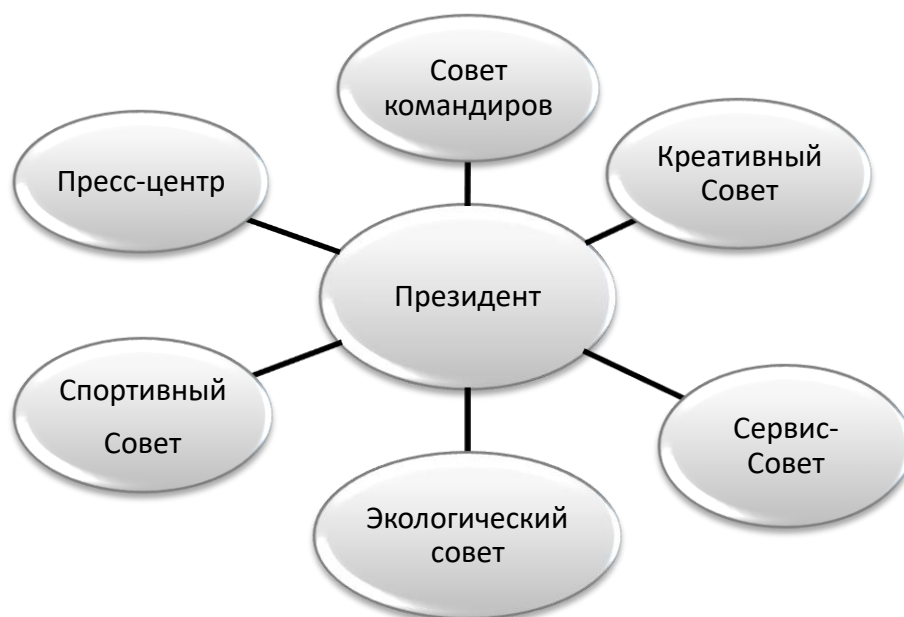 Совет
командиров
Креативный
Совет
Пресс-центр
Президент
Спортивный
Совет
Сервис-
Совет
Экологический
совет